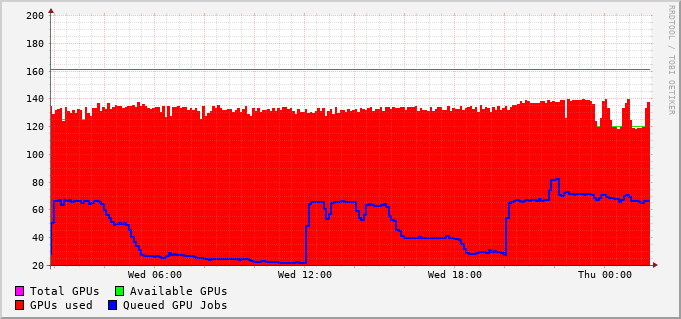 200
180
160
140
120
100
80
60
40
20
Wed 06:00 Wed 12:00 Wed 18:00 Thu 00:00
Total GPUs Available GPUs
GPUs used Queued GPU Jobs
RRDTOOL / TOBI OETIKER